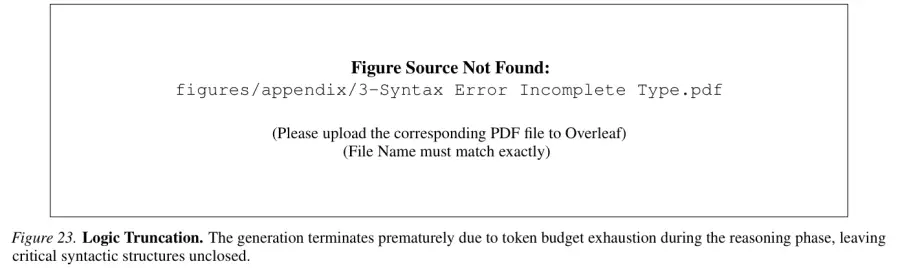 Figure Source Not Found:
figures/appendix/3-Syntax Error Incomplete Type.pdf
(Please upload the corresponding PDF file to Overleaf)
(File Name must match exactly)
Figure 23. Logic Truncation. The generation terminates prematurely due to token budget exhaustion during the reasoning phase, leaving
critical syntactic structures unclosed.